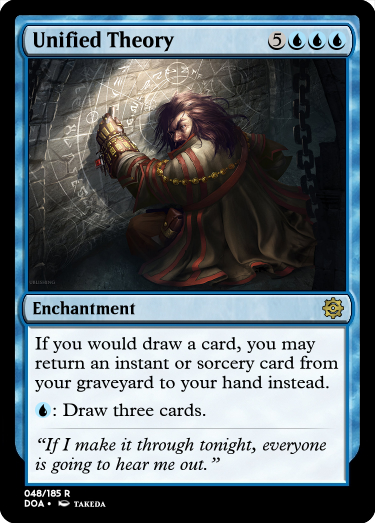 Unified Theory 5
Enchantment
If you would draw a card, you may
return an instant or sorcery card from
your graveyard to your hand instead.
: Draw three cards.
“If I make it through tonight, everyone
is going to hear me out.”
048/185 R
DOA • TAKEDA